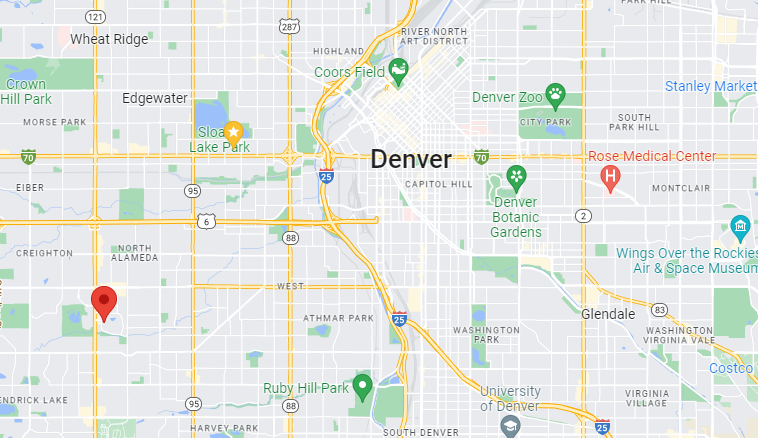 121
Wheat Ridge
287
HIGHLAND
RIVER NORTH
ART DISTRICT
PARK HILL
Crown
Hill Park
Edgewater
Coors Field
Denver Zoo
Stanley Market
MORSE PARK
Sloa
Lake Park
CITY PARK
SOUTH
PARK HILL
70
25
Denver
70
Rose Medical Center
H
EIBER
95
CAPITOL HILL
MONTCLAIR
Denver
Botanic
Gardens
6
2
88
CREIGHTON
NORTH
ALAMEDA
Wings Over the Rockies
Air & Space Museum
WEST
ATHMAR PARK
25
WASHINGTON
PARK
Glendale
83
WASHINGTON
VIRGINIA VALE
Costco
Ruby Hill Park
University
of Denver
VIRGINIA
VILLAGE
ENDRICK LAKE
95
88
HARVEY PARK
SOUTH DENVER
25